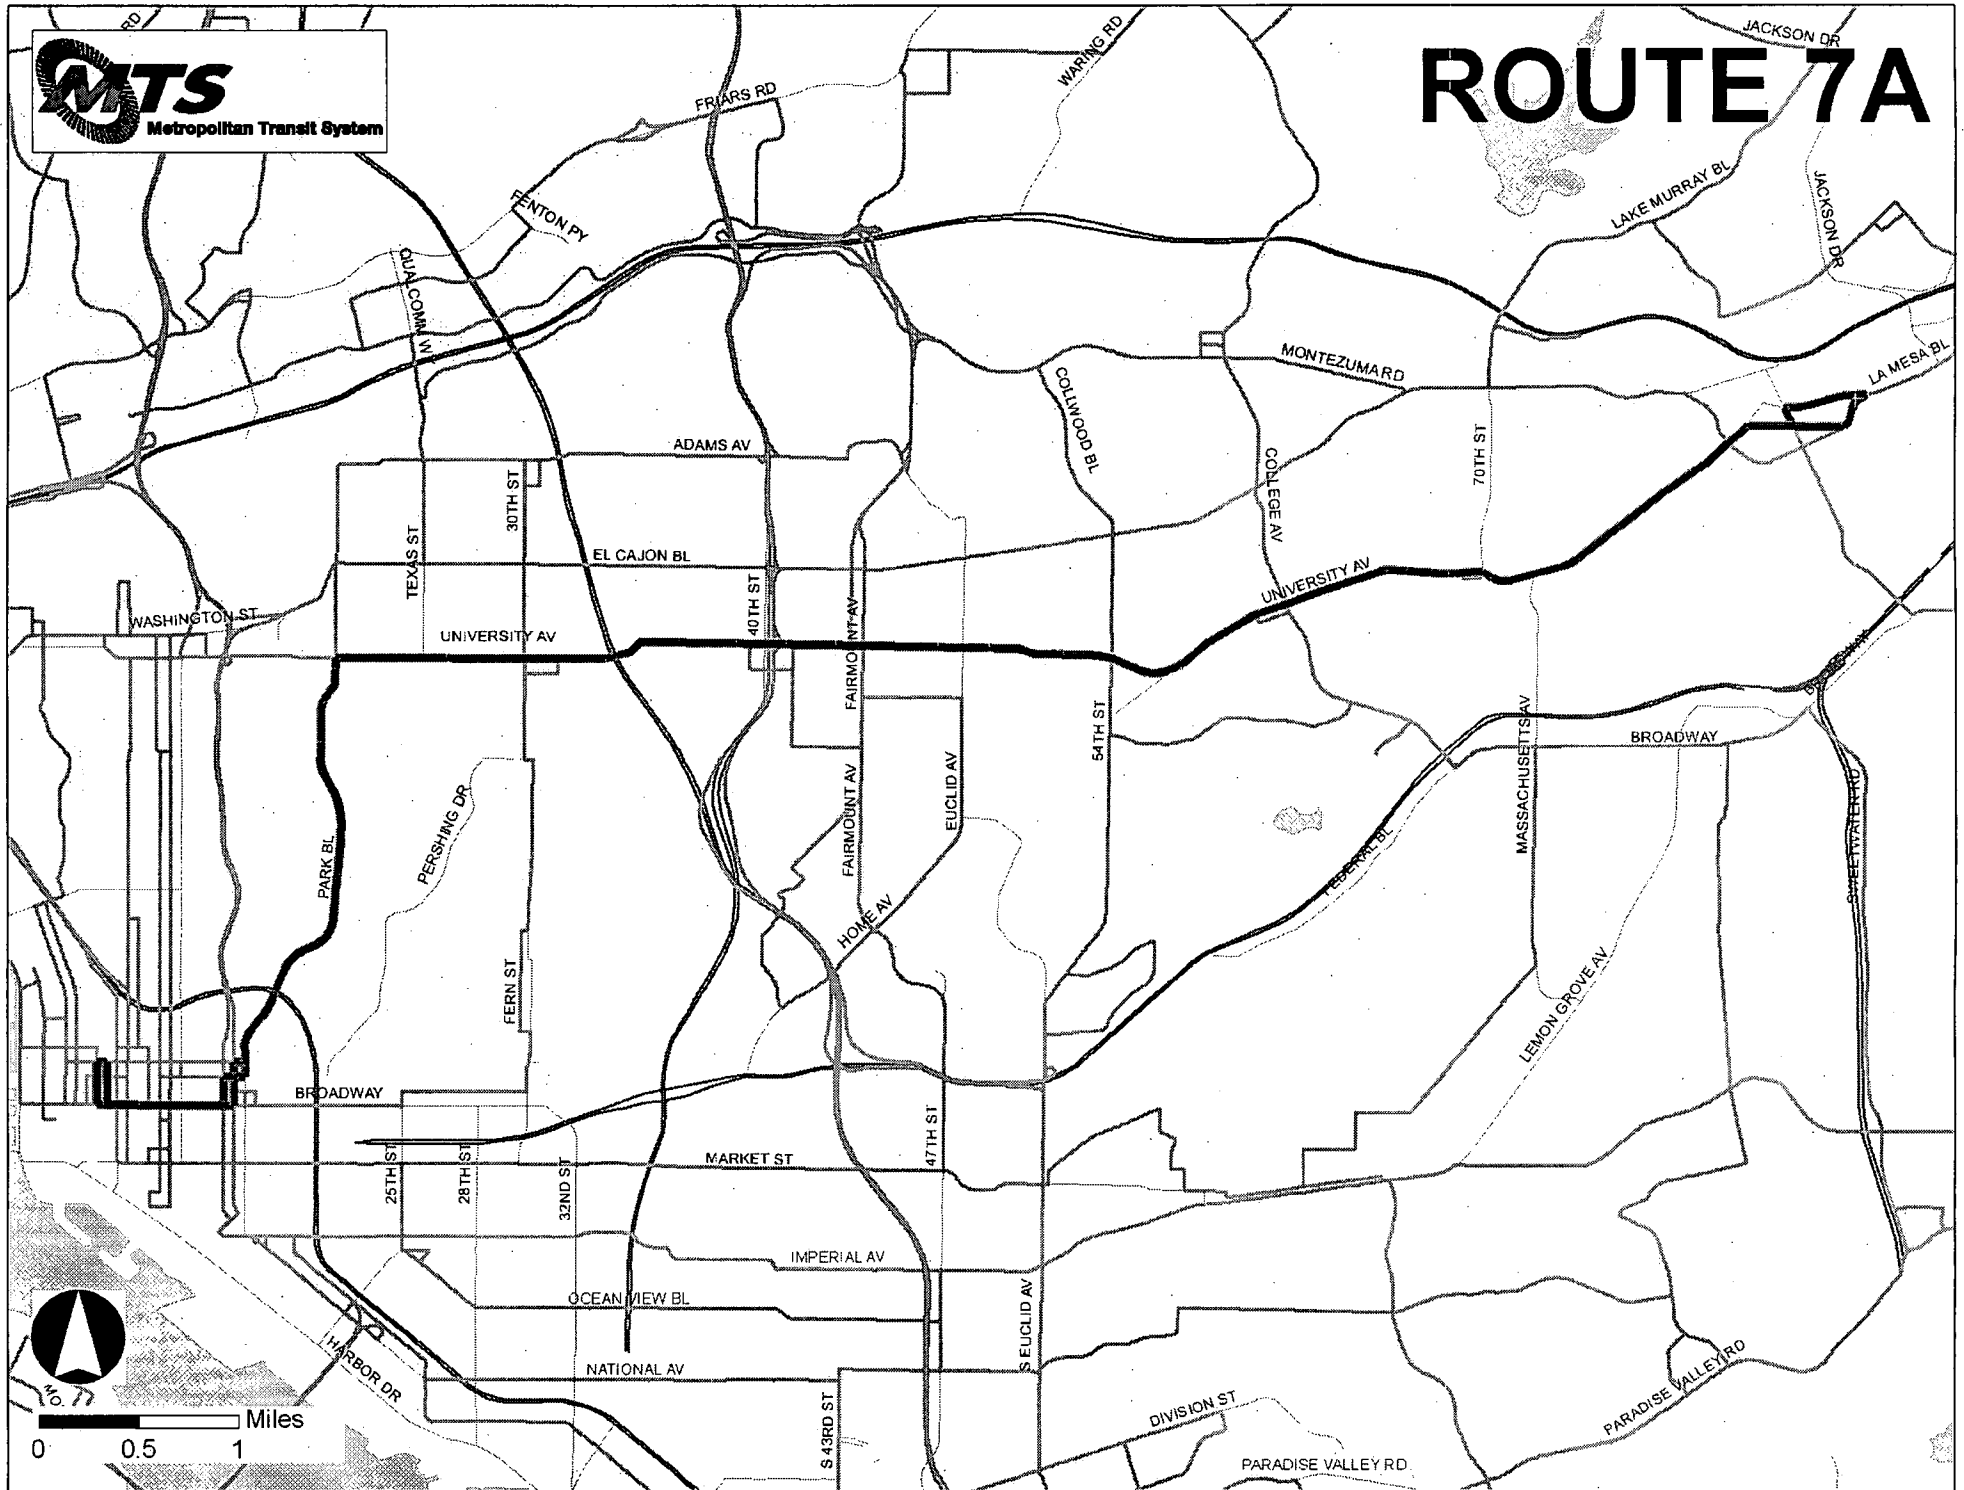 RD
MTS
Metropolitan Transit System
ROUTE 7A
JACKSON DR
WARING RD
FRIARS RD
LAKE MURRAY BL
JACKSON DR
FENTON PY
QUALCOMM W
MONTEZUMA RD
LA MESA BL
COLLWOOD BL
ADAMS AV
30TH ST
COLLEGE AV
70TH ST
TEXAS ST
EL CAJON BL
40TH ST
UNIVERSITY AV
WASHINGTON ST
UNIVERSITY AV
FAIRMOUNT AV
54TH ST
MASSACHUSETTS AV
BROADWAY
BROADWAY
PERSHING DR
PARK BL
FAIRMOUNT AV
EUCLID AV
SWEETWATER RD
FEDERAL BL
HOME AV
FERN ST
LEMON GROVE AV
BROADWAY
47TH ST
MARKET ST
25TH ST
28TH ST
32ND ST
IMPERIAL AV
OCEAN VIEW BL
S EUCLID AV
HARBOR DR
NATIONAL AV
PARADISE VALLEY RD
DIVISION ST
S 43RD ST
PARADISE VALLEY RD
Miles
0 0.5 1